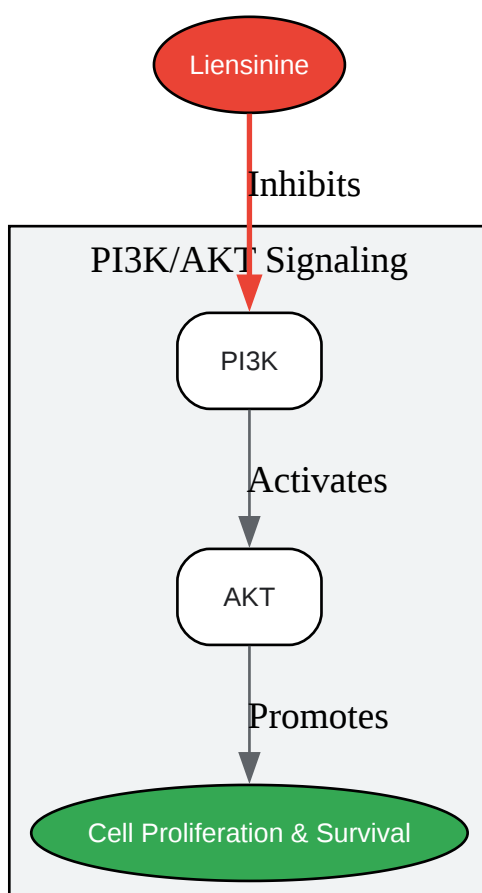 Liensinine
Inhibits
PI3K/AKT Signaling
PI3K
Activates
AKT
Promotes
Cell Proliferation & Survival